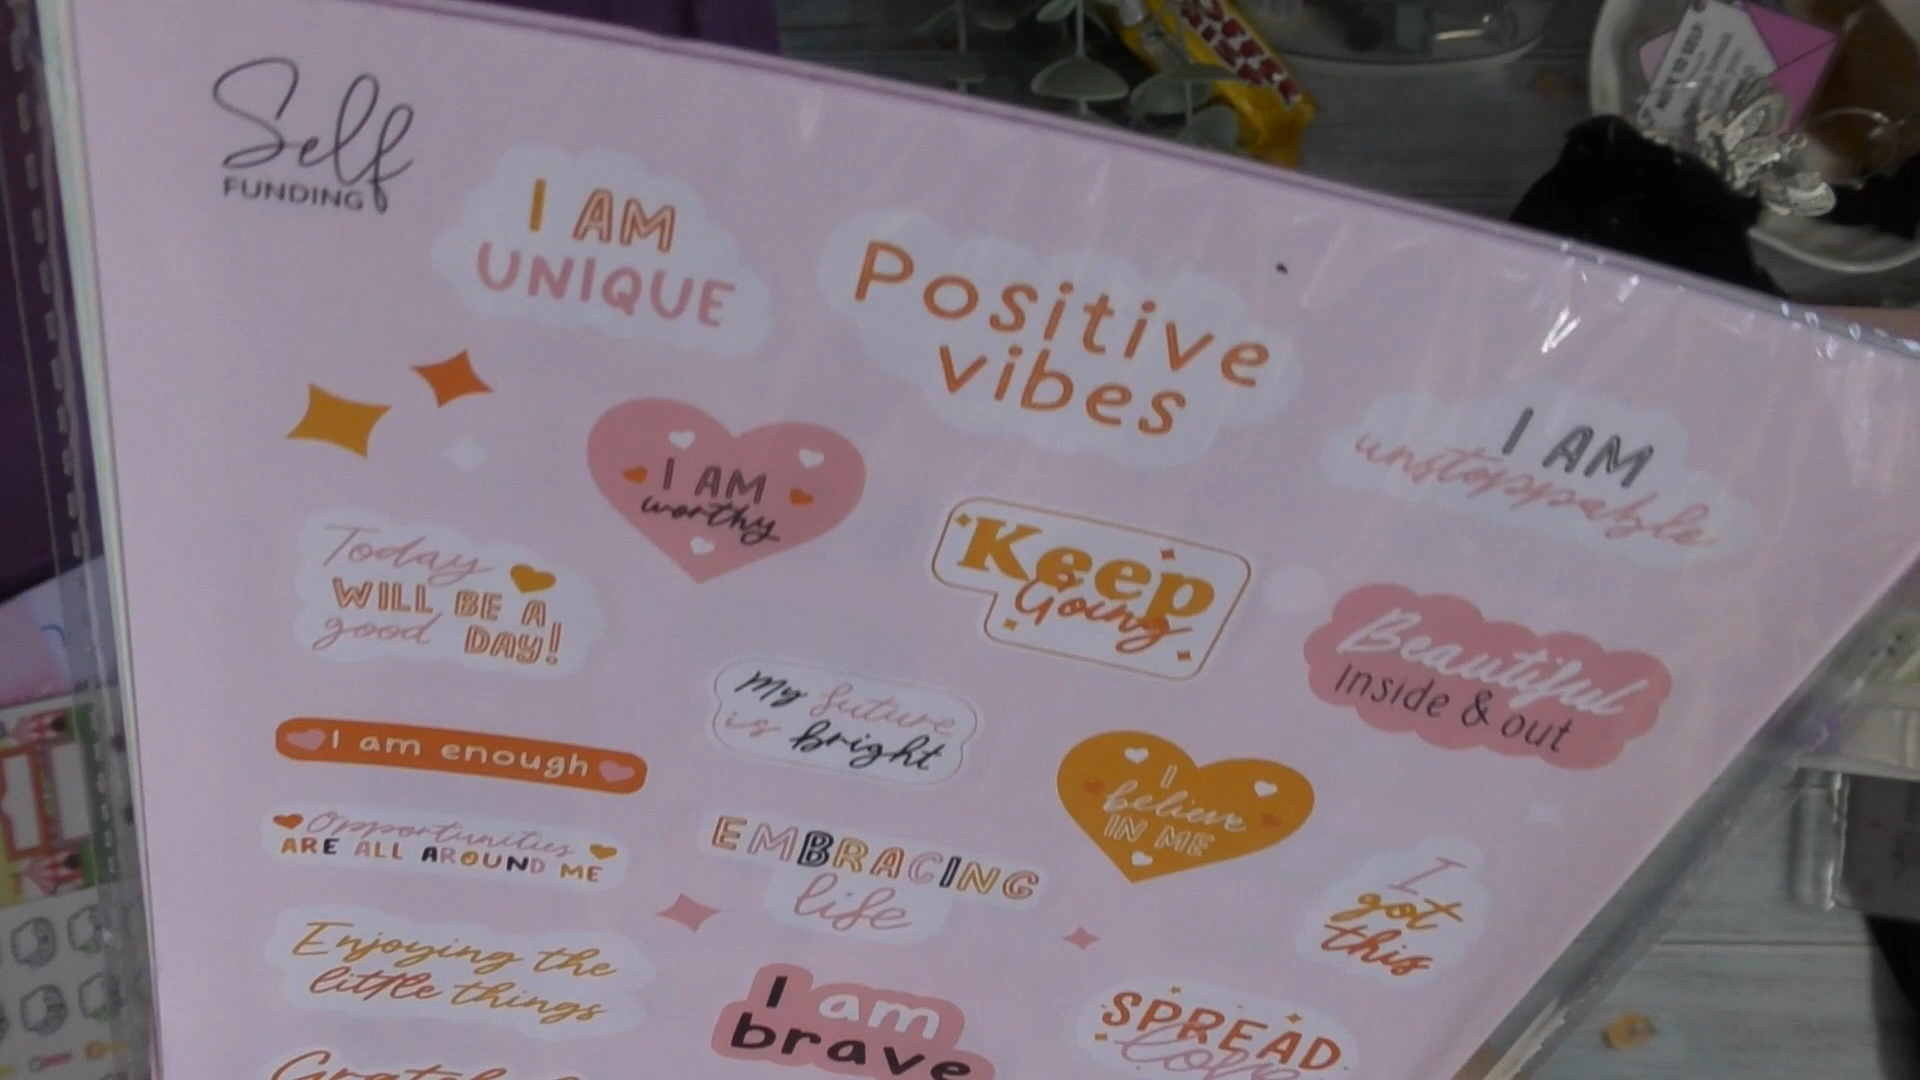 Self
FUNDING
I AM
UNIQUE
Positive
vibes
I AM
unstoppable
I AM
worthy
Keep
Going
Today
WILL BE A
good DAY!
Beautiful
inside & out
My future
is bright
I am enough
I
believe
IN ME
Opportunities
ARE ALL AROUND ME
EMBRACING
life
I
got
this
Enjoying the
little things
I am
brave
SPREAD
love